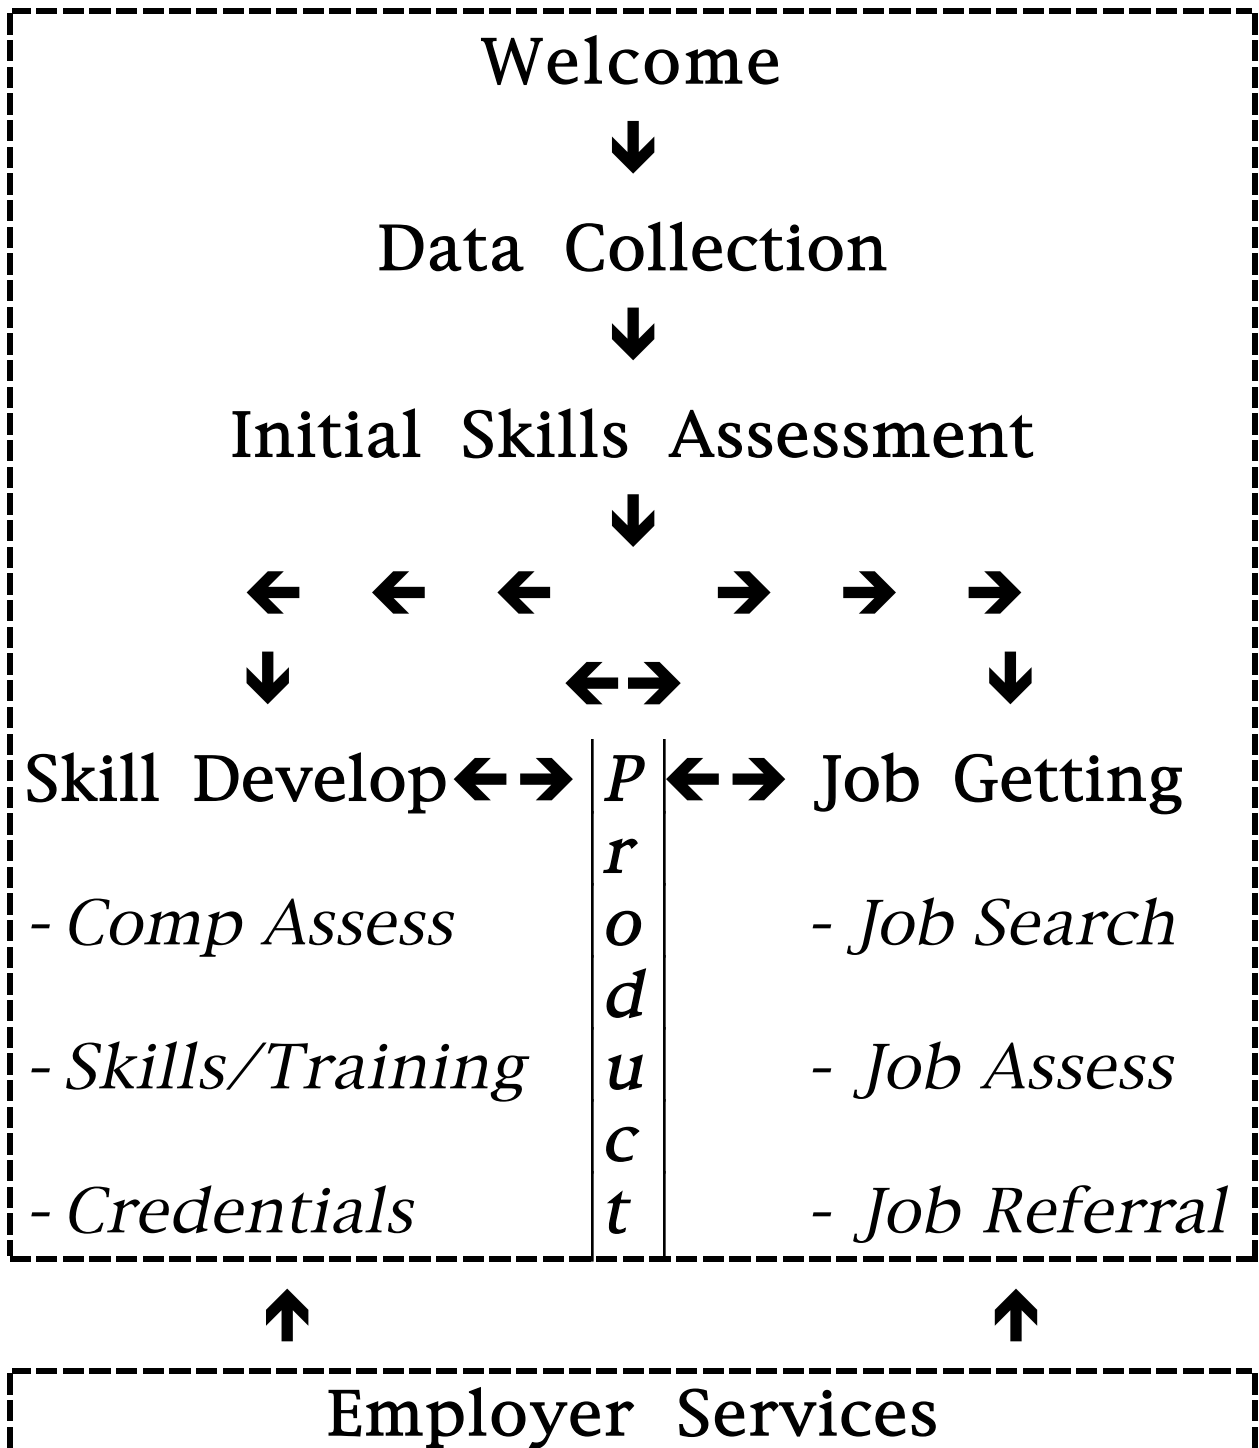 Welcome
Data Collection
Initial Skills Assessment
Skill Develop
- Comp Assess
- Skills/Training
- Credentials
Product
Job Getting
- Job Search
- Job Assess
- Job Referral
Employer Services